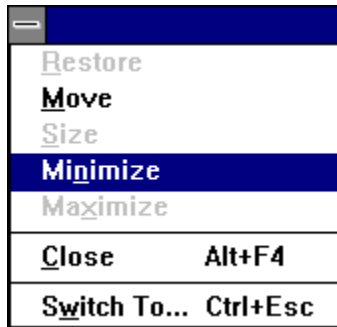 Restore
Move
Size
Minimize
Maximize
Close Alt+F4
Switch To... Ctrl+Esc